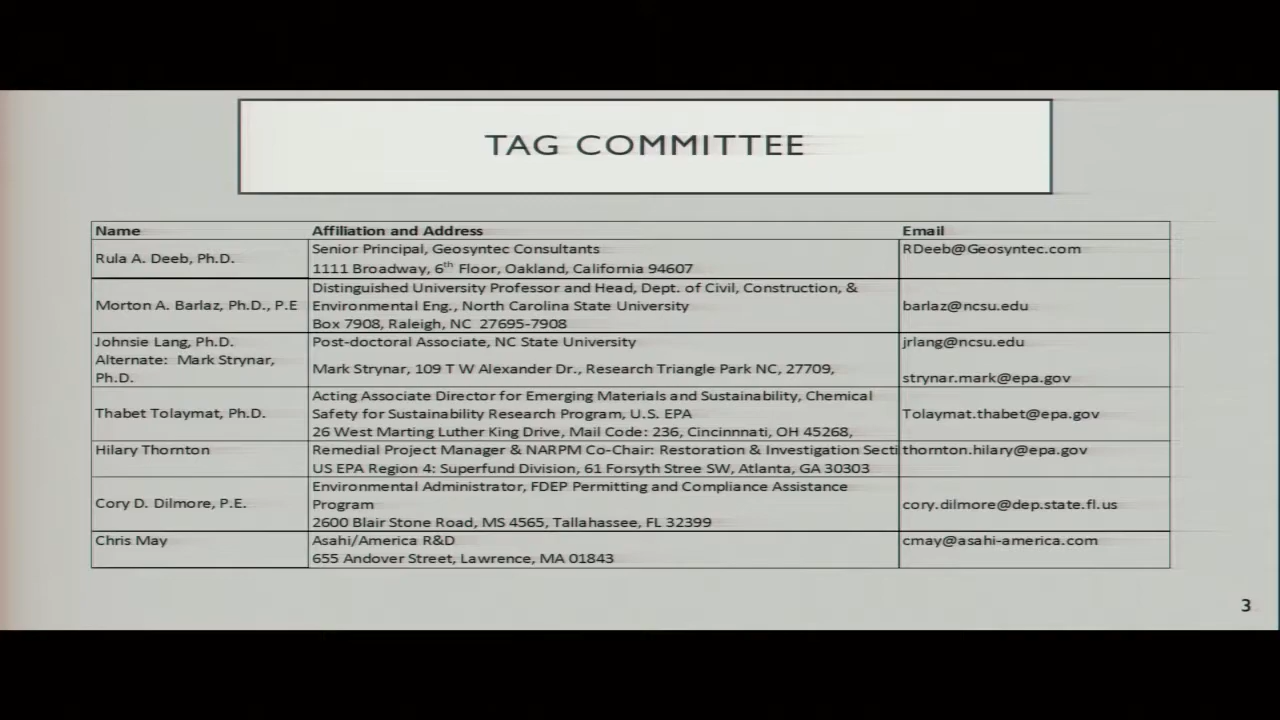 TAG COMMITTEE
Name Affiliation and Address Email
Rula A. Deeb, Ph.D.
Senior Principal, Geosyntec Consultants
1111 Broadway, 6th Floor, Oakland, California 94607
RDeeb@Geosyntec.com
Morton A. Barlaz, Ph.D., P.E
Distinguished University Professor and Head, Dept. of Civil, Construction, &
Environmental Eng., North Carolina State University
Box 7908, Raleigh, NC 27695-7908
barlaz@ncsu.edu
Johnsie Lang, Ph.D.
Alternate: Mark Strynar,
Ph.D.
Post-doctoral Associate, NC State University
Mark Strynar, 109 T W Alexander Dr., Research Triangle Park NC, 27709,
jrlang@ncsu.edu
strynar.mark@epa.gov
Thabet Tolaymat, Ph.D.
Acting Associate Director for Emerging Materials and Sustainability, Chemical
Safety for Sustainability Research Program, U.S. EPA
26 West Marting Luther King Drive, Mail Code: 236, Cincinnnati, OH 45268,
Tolaymat.thabet@epa.gov
Hilary Thornton
Remedial Project Manager & NARPM Co-Chair: Restoration & Investigation Secti
US EPA Region 4: Superfund Division, 61 Forsyth Stree SW, Atlanta, GA 30303
thornton.hilary@epa.gov
Cory D. Dilmore, P.E.
Environmental Administrator, FDEP Permitting and Compliance Assistance
Program
2600 Blair Stone Road, MS 4565, Tallahassee, FL 32399
cory.dilmore@dep.state.fl.us
Chris May
Asahi/America R&D
655 Andover Street, Lawrence, MA 01843
cmay@asahi-america.com
3